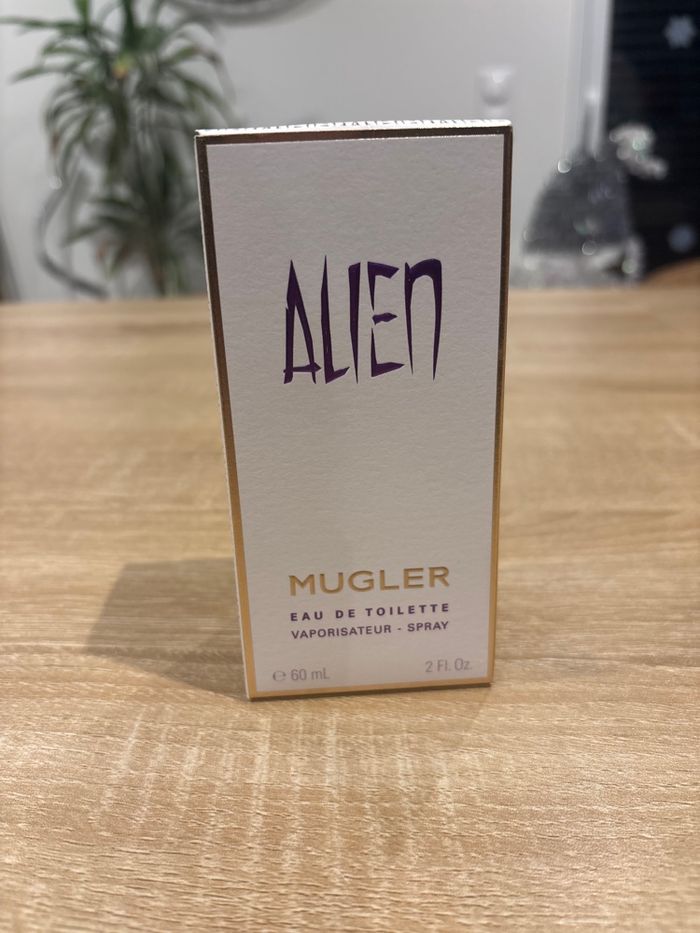 ALIEN
MUGLER
EAU DE TOILETTE
VAPORISATEUR - SPRAY
℮ 60 mL
2 Fl. Oz.